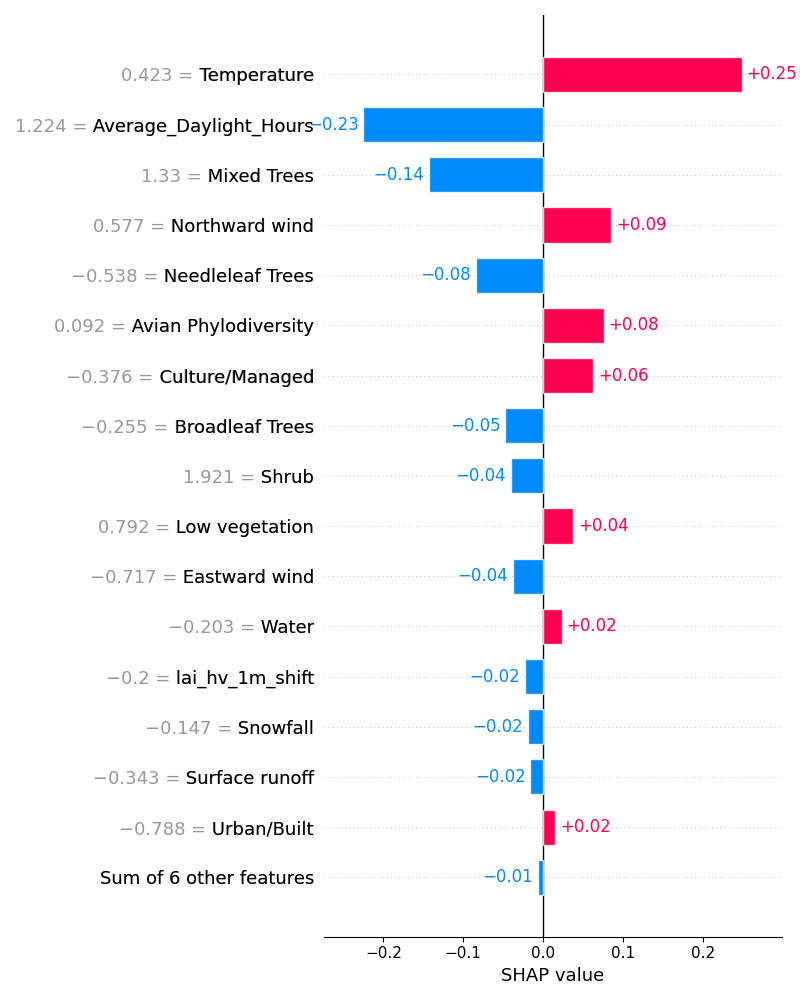 0.423 = Temperature +0.25
1.224 = Average_Daylight_Hours −0.23
1.33 = Mixed Trees −0.14
0.577 = Northward wind +0.09
−0.538 = Needleleaf Trees −0.08
0.092 = Avian Phylodiversity +0.08
−0.376 = Culture/Managed +0.06
−0.255 = Broadleaf Trees −0.05
1.921 = Shrub −0.04
0.792 = Low vegetation +0.04
−0.717 = Eastward wind −0.04
−0.203 = Water +0.02
−0.2 = lai_hv_1m_shift −0.02
−0.147 = Snowfall −0.02
−0.343 = Surface runoff −0.02
−0.788 = Urban/Built +0.02
Sum of 6 other features −0.01
−0.2 −0.1 0.0 0.1 0.2
SHAP value